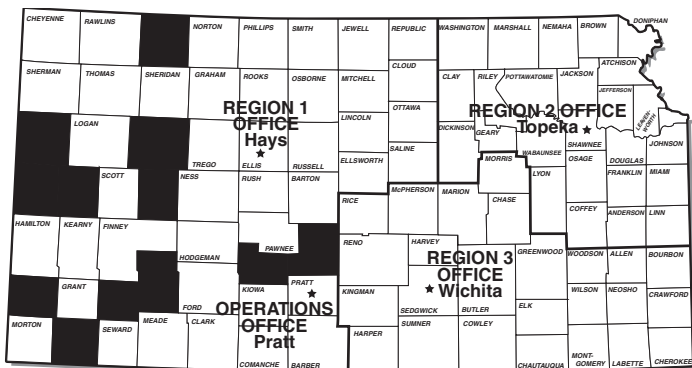 CHEYENNE
RAWLINS
NORTON
PHILLIPS
SMITH
JEWELL
REPUBLIC
WASHINGTON
MARSHALL
NEMAHA
BROWN
DONIPHAN
SHERMAN
THOMAS
SHERIDAN
GRAHAM
ROOKS
OSBORNE
MITCHELL
CLOUD
CLAY
RILEY
POTTAWATOMIE
JACKSON
ATCHISON
JEFFERSON
LEAVEN-
WORTH
REGION 1
OFFICE
Hays
OTTAWA
LINCOLN
REGION 2 OFFICE
Topeka
LOGAN
TREGO
ELLIS
RUSSELL
ELLSWORTH
SALINE
DICKINSON
GEARY
WABAUNSEE
SHAWNEE
DOUGLAS
JOHNSON
SCOTT
NESS
RUSH
BARTON
MORRIS
LYON
OSAGE
FRANKLIN
MIAMI
HAMILTON
KEARNY
FINNEY
HODGEMAN
PAWNEE
RICE
McPHERSON
MARION
CHASE
COFFEY
ANDERSON
LINN
RENO
HARVEY
REGION 3
OFFICE
Wichita
GREENWOOD
WOODSON
ALLEN
BOURBON
GRANT
FORD
KIOWA
PRATT
KINGMAN
SEDGWICK
BUTLER
ELK
WILSON
NEOSHO
CRAWFORD
OPERATIONS
OFFICE
Pratt
MORTON
SEWARD
MEADE
CLARK
COMANCHE
BARBER
HARPER
SUMNER
COWLEY
CHAUTAUQUA
MONT-
GOMERY
LABETTE
CHEROKEE